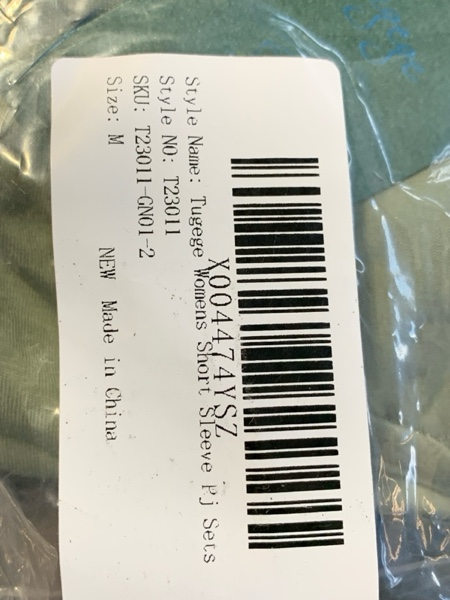 X004474YSZ
Style Name: Tugege Womens Short Sleeve Pj Sets
Style NO: T23011
SKU: T23011-GN01-2
Size: M
NEW Made in China